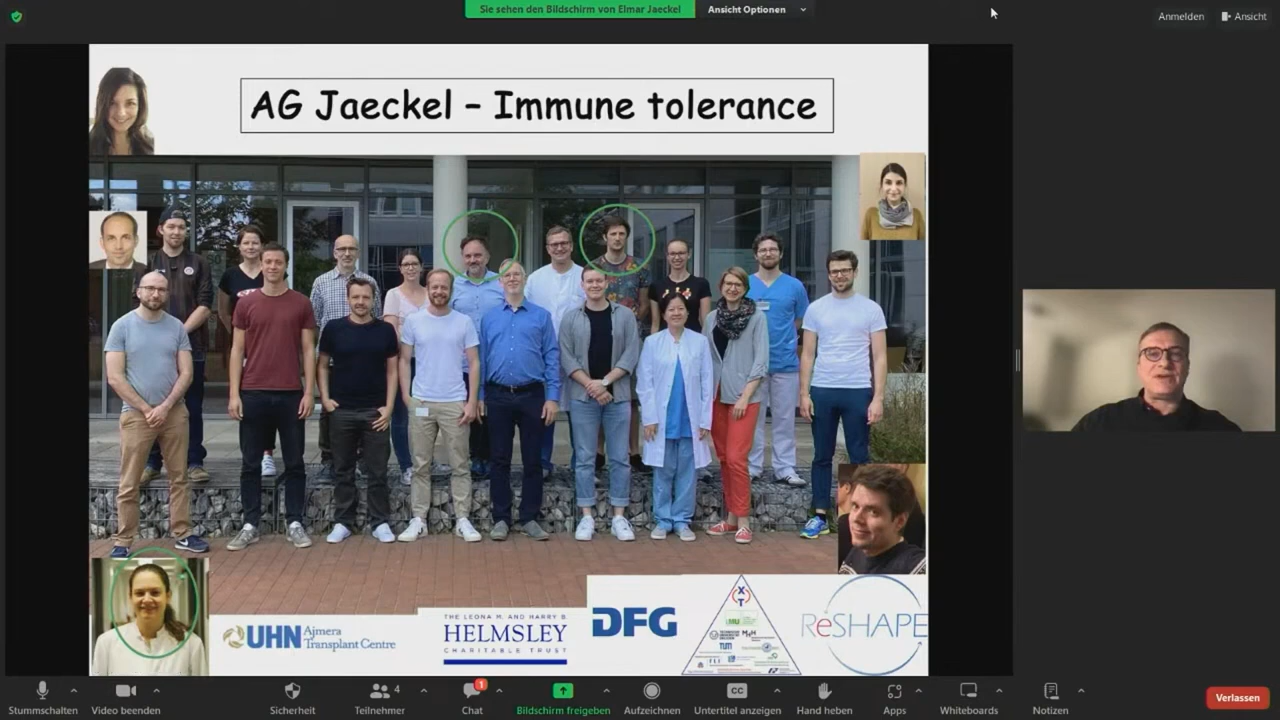 Sie sehen den Bildschirm von Elmar Jaeckel
Ansicht Optionen
Anmelden
Ansicht
AG Jaeckel – Immune tolerance
UHN Ajmera
Transplant Centre
THE LEONA M. AND HARRY B.
HELMSLEY
CHARITABLE TRUST
DFG
X
T
LMU
TUM
ReSHAPE
Stummschalten
Video beenden
Sicherheit
4
Teilnehmer
1
Chat
Bildschirm freigeben
Aufzeichnen
CC
Untertitel anzeigen
Hand heben
Apps
Whiteboards
Notizen
Verlassen